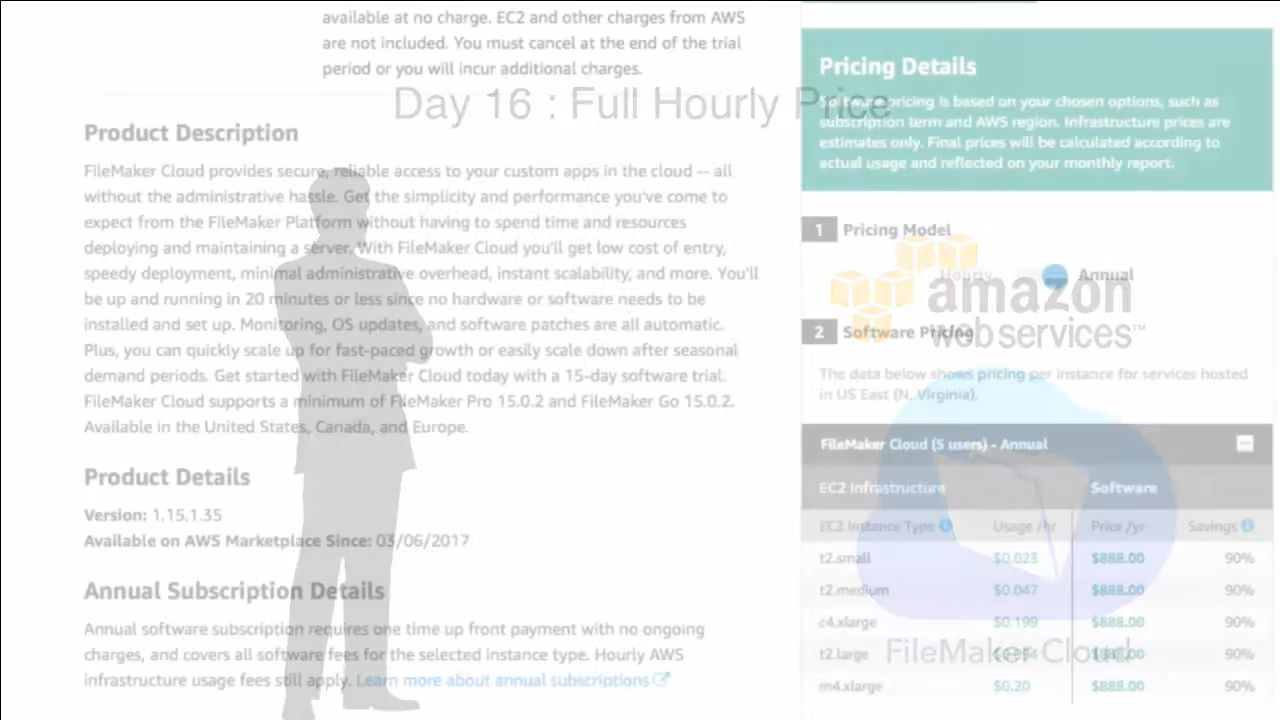 available at no charge. EC2 and other charges from AWS
are not included. You must cancel at the end of the trial
period or you will incur additional charges.
Day 16 : Full Hourly Price
Product Description
FileMaker Cloud provides secure, reliable access to your custom apps in the cloud — all
without the administrative hassle. Get the simplicity and performance you've come to
expect from the FileMaker Platform without having to spend time and resources
deploying and maintaining a server. With FileMaker Cloud you'll get low cost of entry,
speedy deployment, minimal administrative overhead, instant scalability, and more. You'll
be up and running in 20 minutes or less since no hardware or software needs to be
installed and set up. Monitoring, OS updates, and software patches are all automatic.
Plus, you can quickly scale up for fast-paced growth or easily scale down after seasonal
demand periods. Get started with FileMaker Cloud today with a 15-day software trial.
FileMaker Cloud supports a minimum of FileMaker Pro 15.0.2 and FileMaker Go 15.0.2.
Available in the United States, Canada, and Europe.
Product Details
Version: 1.15.1.35
Available on AWS Marketplace Since: 03/06/2017
Annual Subscription Details
Annual software subscription requires one time up front payment with no ongoing
charges, and covers all software fees for the selected instance type. Hourly AWS
infrastructure usage fees still apply. Learn more about annual subscriptions
Pricing Details
Software pricing is based on your chosen options, such as
subscription term and AWS region. Infrastructure prices are
estimates only. Final prices will be calculated according to
actual usage and reflected on your monthly report.
1 Pricing Model
Hourly Annual
amazon
web services™
2 Software Pricing
The data below shows pricing per instance for services hosted
in US East (N. Virginia).
FileMaker Cloud (5 users) - Annual
EC2 Infrastructure Software
EC2 Instance Type Usage /hr Price /yr Savings
t2.small $0.023 $888.00 90%
t2.medium $0.047 $888.00 90%
c4.xlarge $0.199 $888.00 90%
t2.large $888.00 90%
FileMaker Cloud
m4.xlarge $0.20 $888.00 90%